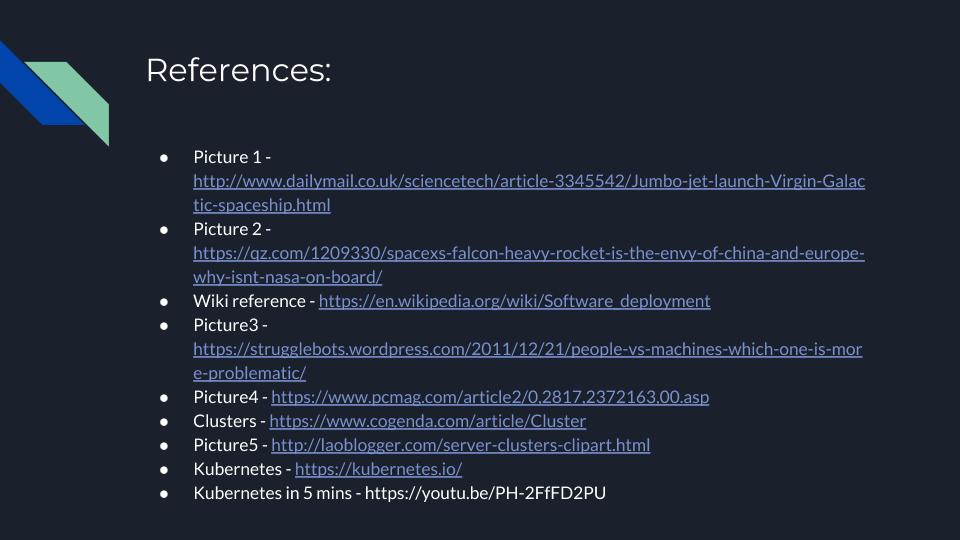 References:
● Picture 1 -
http://www.dailymail.co.uk/sciencetech/article-3345542/Jumbo-jet-launch-Virgin-Galac
tic-spaceship.html
● Picture 2 -
https://qz.com/1209330/spacexs-falcon-heavy-rocket-is-the-envy-of-china-and-europe-
why-isnt-nasa-on-board/
● Wiki reference - https://en.wikipedia.org/wiki/Software_deployment
● Picture3 -
https://strugglebots.wordpress.com/2011/12/21/people-vs-machines-which-one-is-mor
e-problematic/
● Picture4 - https://www.pcmag.com/article2/0,2817,2372163,00.asp
● Clusters - https://www.cogenda.com/article/Cluster
● Picture5 - http://laoblogger.com/server-clusters-clipart.html
● Kubernetes - https://kubernetes.io/
● Kubernetes in 5 mins - https://youtu.be/PH-2FfFD2PU